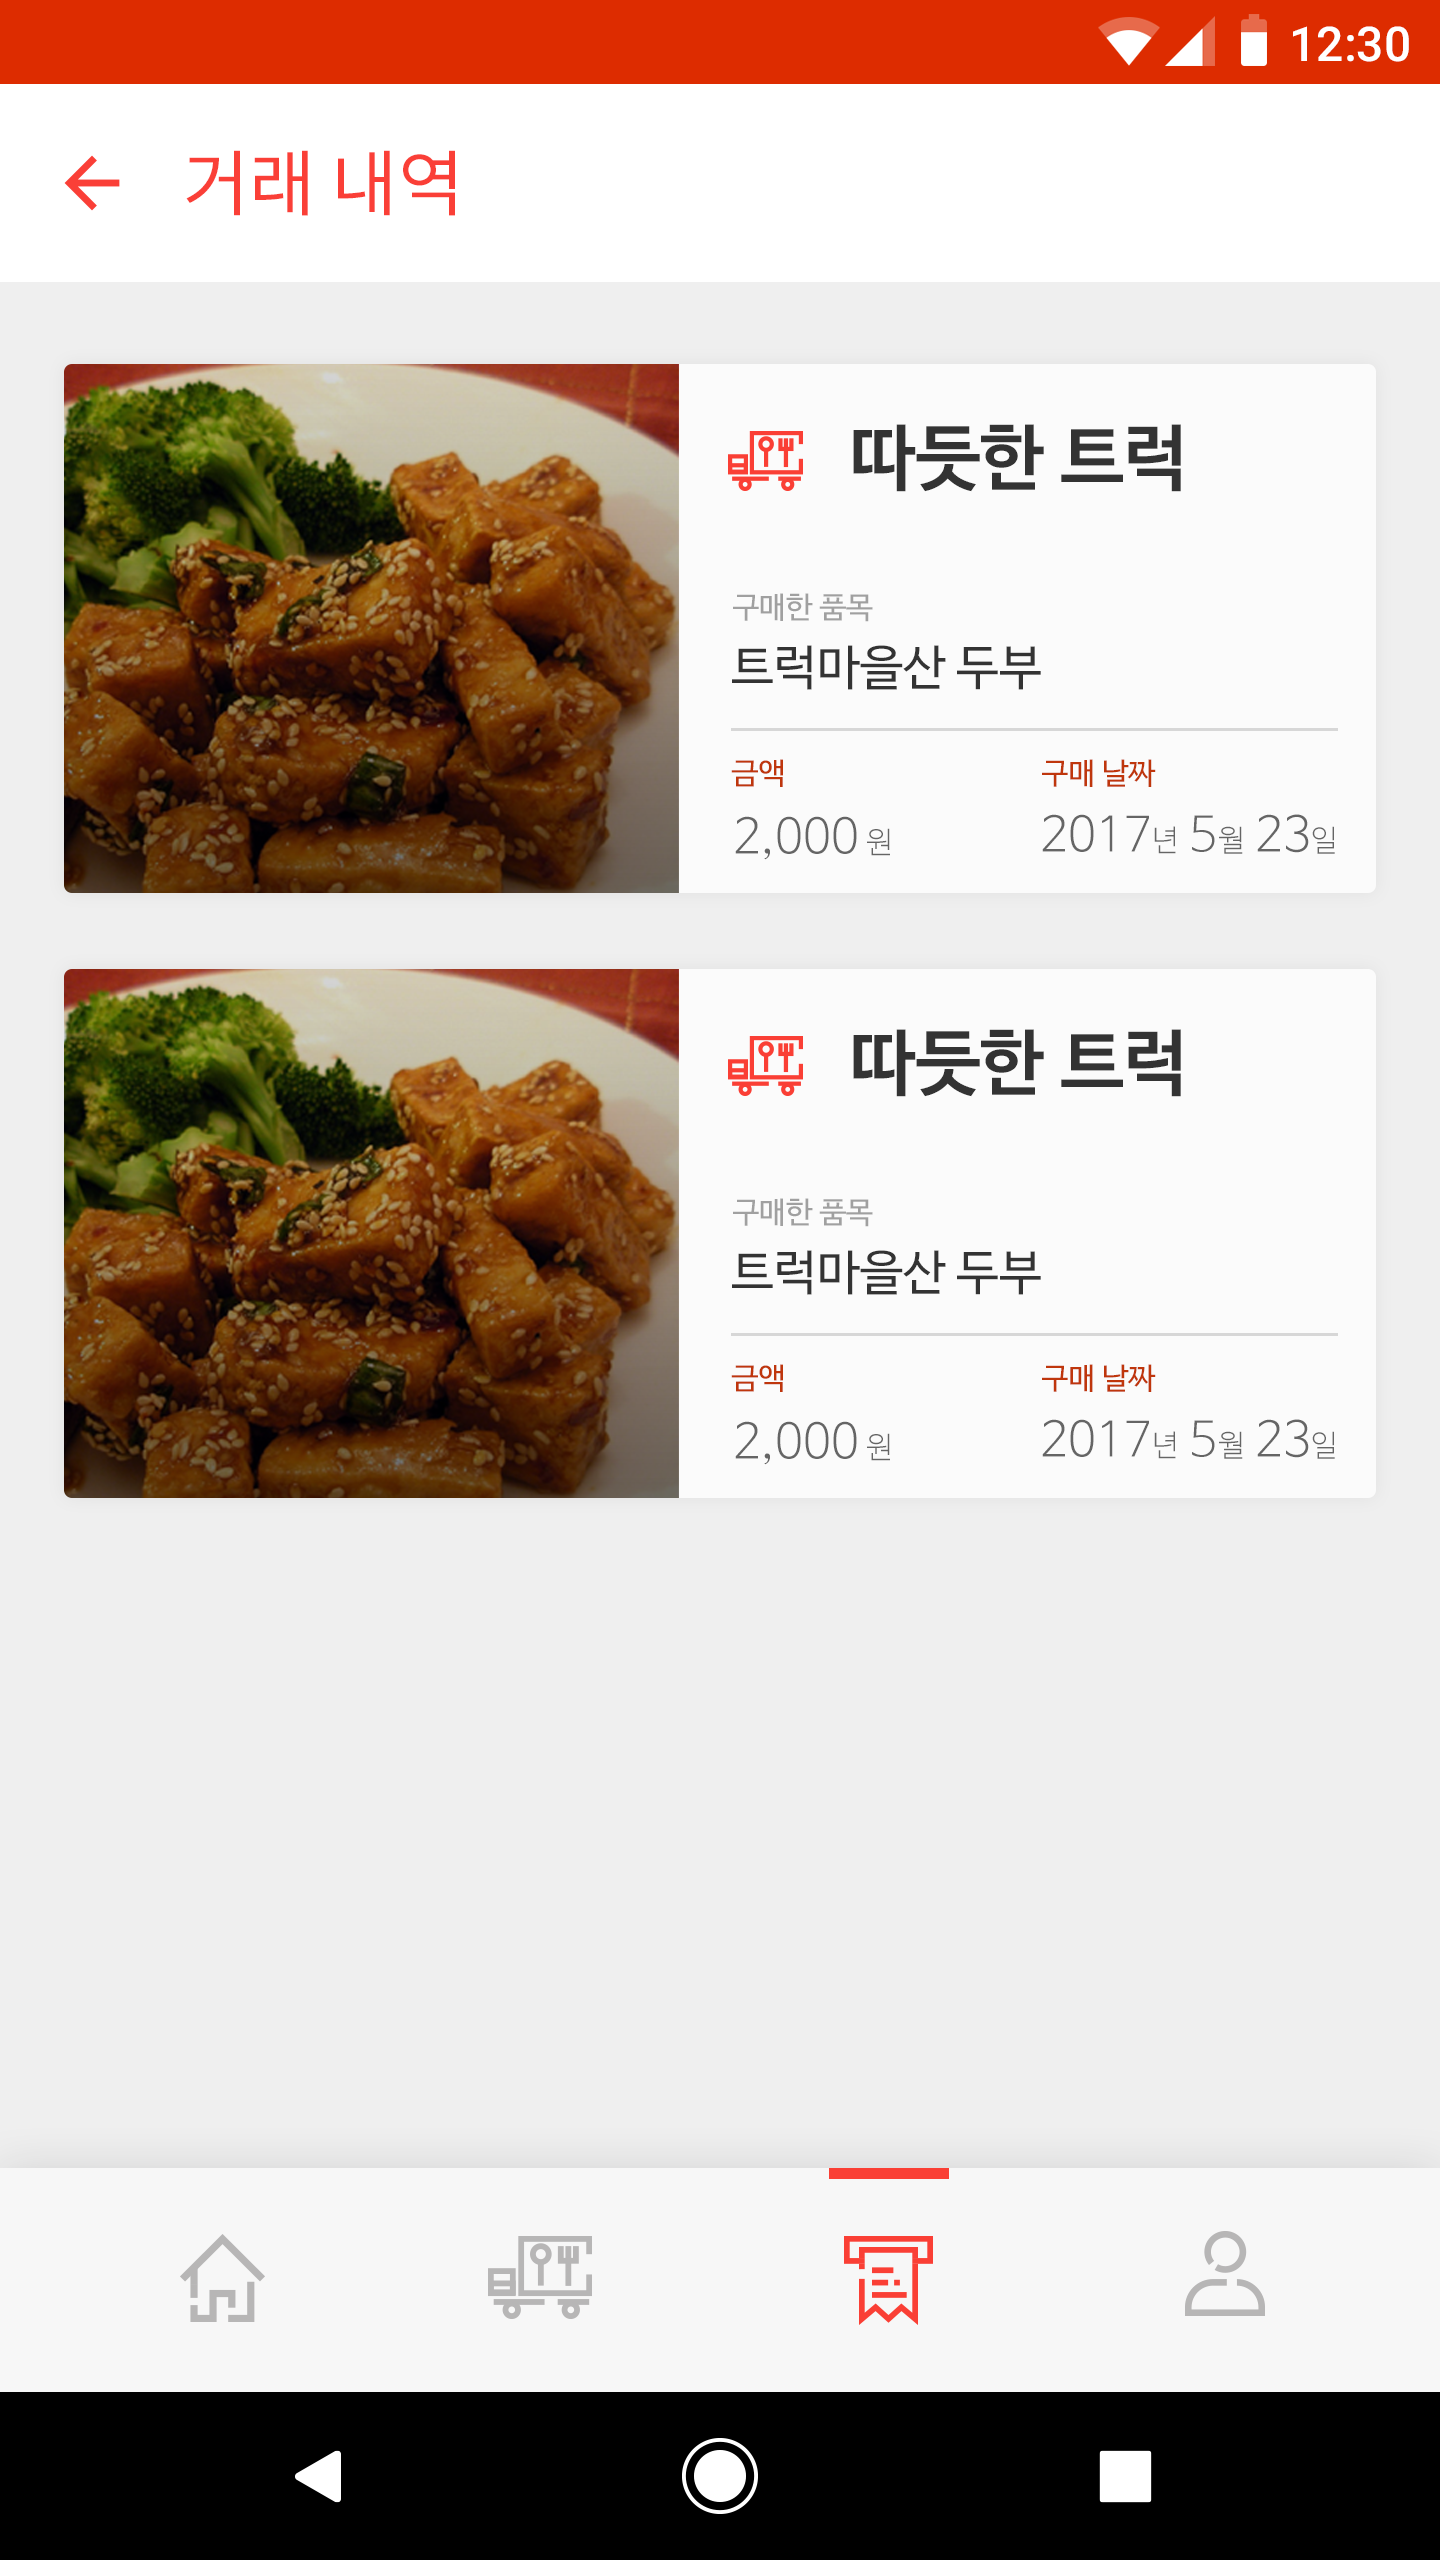 12:30
거래 내역
따듯한 트럭
구매한 품목
트럭마을산 두부
금액 구매 날짜
2,000 원 2017년 5월 23일
따듯한 트럭
구매한 품목
트럭마을산 두부
금액 구매 날짜
2,000 원 2017년 5월 23일